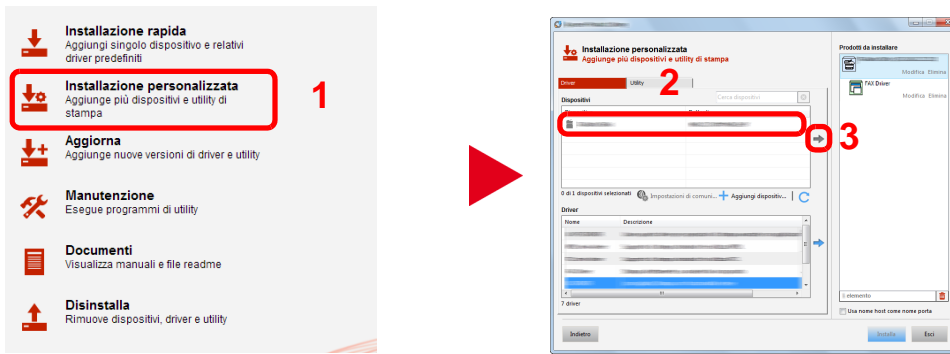 Installazione rapida
Aggiungi singolo dispositivo e relativi
driver predefiniti
Installazione personalizzata
Aggiunge più dispositivi e utility di
stampa
1
Aggiorna
Aggiunge nuove versioni di driver e utility
Manutenzione
Esegue programmi di utility
Documenti
Visualizza manuali e file readme
Disinstalla
Rimuove dispositivi, driver e utility
Installazione personalizzata
Aggiunge più dispositivi e utility di stampa
Driver
Utility
2
Dispositivi
Cerca dispositivi
3
0 di 1 dispositivi selezionati
Impostazioni di comuni...
Aggiungi dispositiv...
Driver
Nome
Descrizione
7 driver
Indietro
Prodotti da installare
Modifica Elimina
FAX Driver
Modifica Elimina
1 elemento
Usa nome host come nome porta
Installa
Esci